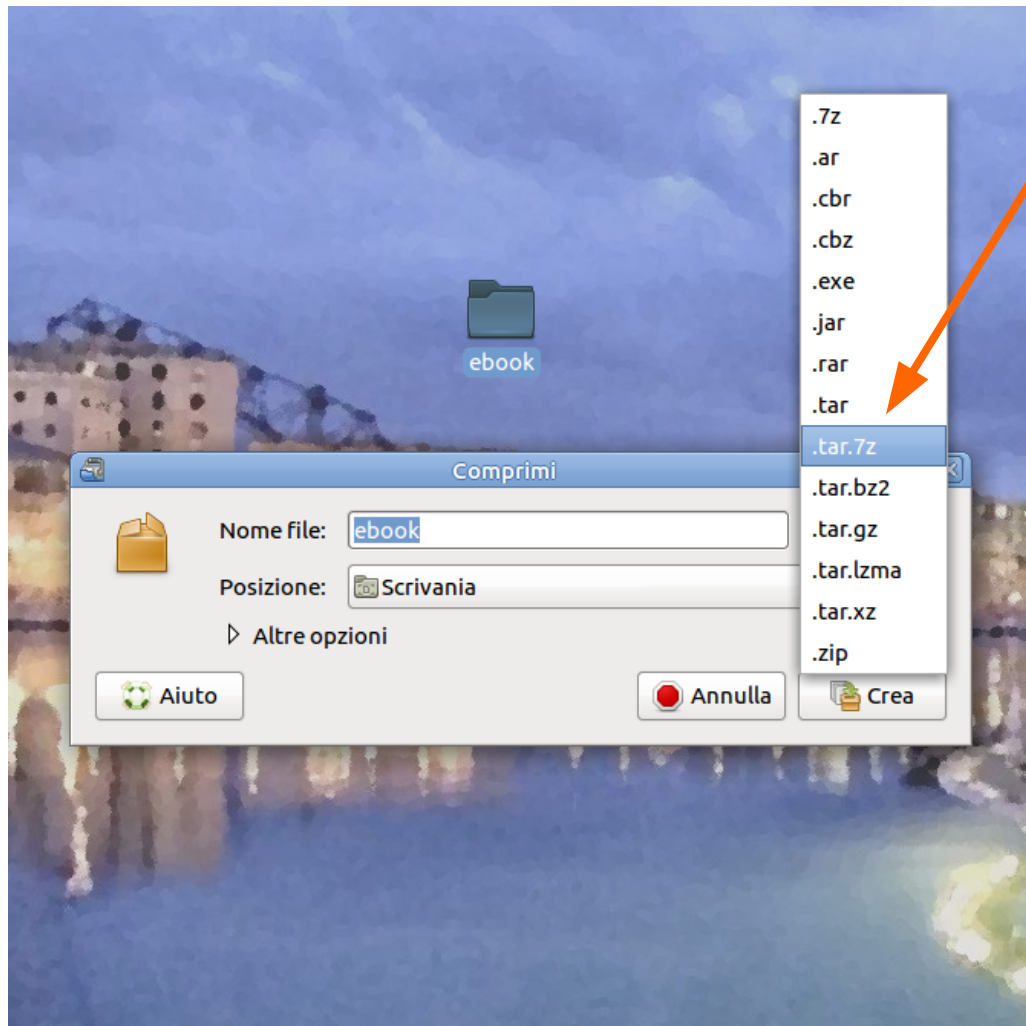 ebook
Comprimi
Nome file: ebook
Posizione: Scrivania
Altre opzioni
Aiuto
Annulla
Crea
.7z
.ar
.cbr
.cbz
.exe
.jar
.rar
.tar
.tar.7z
.tar.bz2
.tar.gz
.tar.lzma
.tar.xz
.zip